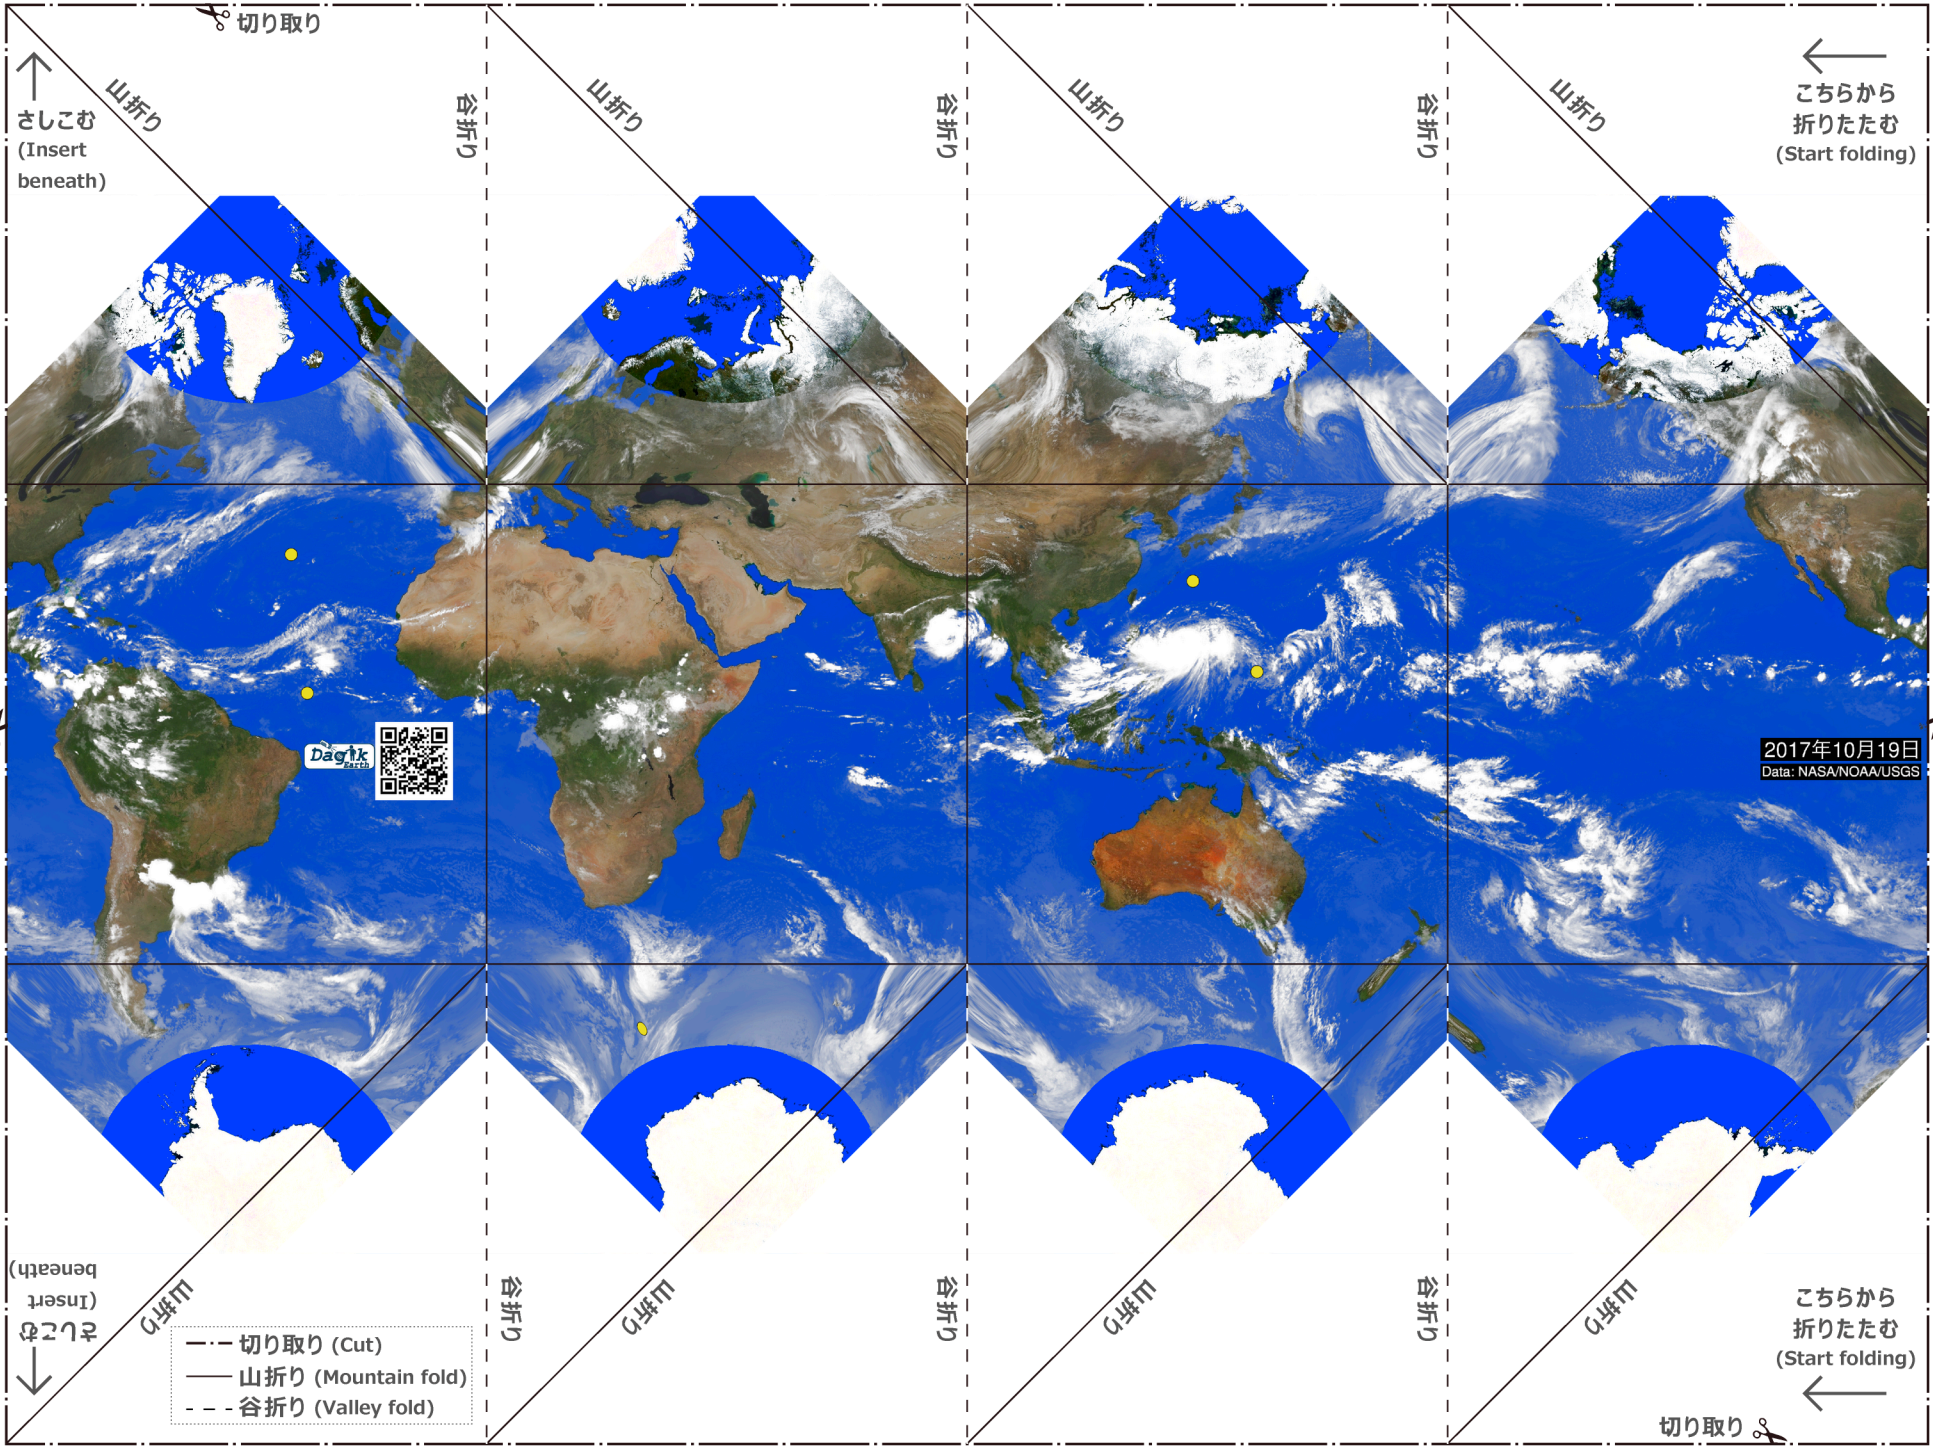 切り取り
山折り
谷折り
山折り
谷折り
山折り
谷折り
山折り
さしこむ
(Insert
beneath)
こちらから
折りたたむ
(Start folding)
Dagik
Earth
2017年10月19日
Data: NASA/NOAA/USGS
さしこむ
(Insert
beneath)
山折り
谷折り
山折り
谷折り
山折り
谷折り
山折り
切り取り (Cut)
山折り (Mountain fold)
谷折り (Valley fold)
こちらから
折りたたむ
(Start folding)
切り取り